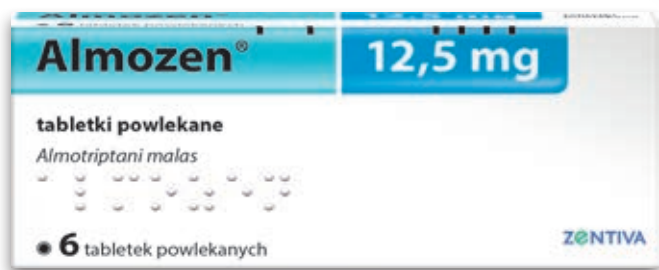 Almozen® 12,5 mg
tabletki powlekane
Almotriptani malas
6 tabletek powlekanych
ZENTIVA